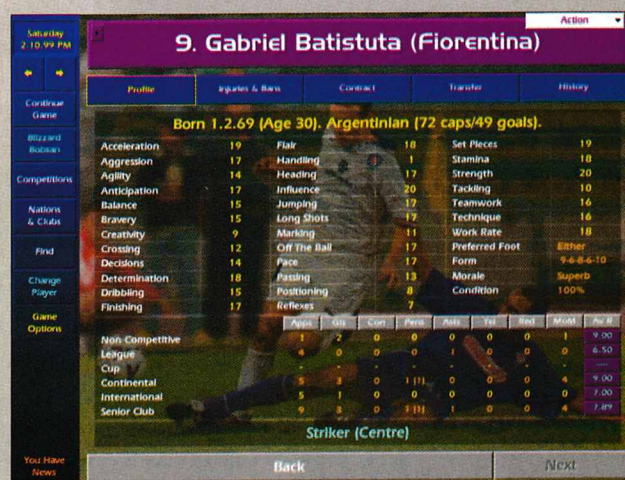 Action
Saturday
2.10.99 PM
9. Gabriel Batistuta (Fiorentina)
Profile Injuries & Bans Contract Transfer History
Continue
Game
Blizzard
Bobsan
Competitions
Nations
& Clubs
Find
Change
Player
Game
Options
You Have
News
Born 1.2.69 (Age 30). Argentinian (72 caps/49 goals).
Acceleration 19 Flair 18 Set Pieces 19
Aggression 17 Handling 1 Stamina 18
Agility 14 Heading 17 Strength 20
Anticipation 17 Influence 20 Tackling 10
Balance 15 Jumping 17 Teamwork 16
Bravery 15 Long Shots 17 Technique 16
Creativity 9 Marking 11 Work Rate 18
Crossing 12 Off The Ball 17 Preferred Foot Either
Decisions 14 Pace 17 Form 9-6-8-6-10
Determination 18 Passing 13 Morale Superb
Dribbling 15 Positioning 8 Condition 100%
Finishing 17 Reflexes 7
Apps Gls Con Pens Asts Yel Red MoM Av R
Non Competitive 1 2 0 0 0 0 0 1 9.00
League 4 0 0 0 1 0 0 0 6.50
Cup - - - - - - - - ---
Continental 5 3 0 1 (1) 0 0 0 4 9.00
International 5 1 0 0 0 0 0 0 7.00
Senior Club 9 3 0 1 (1) 1 0 0 4 7.89
Striker (Centre)
Back Next